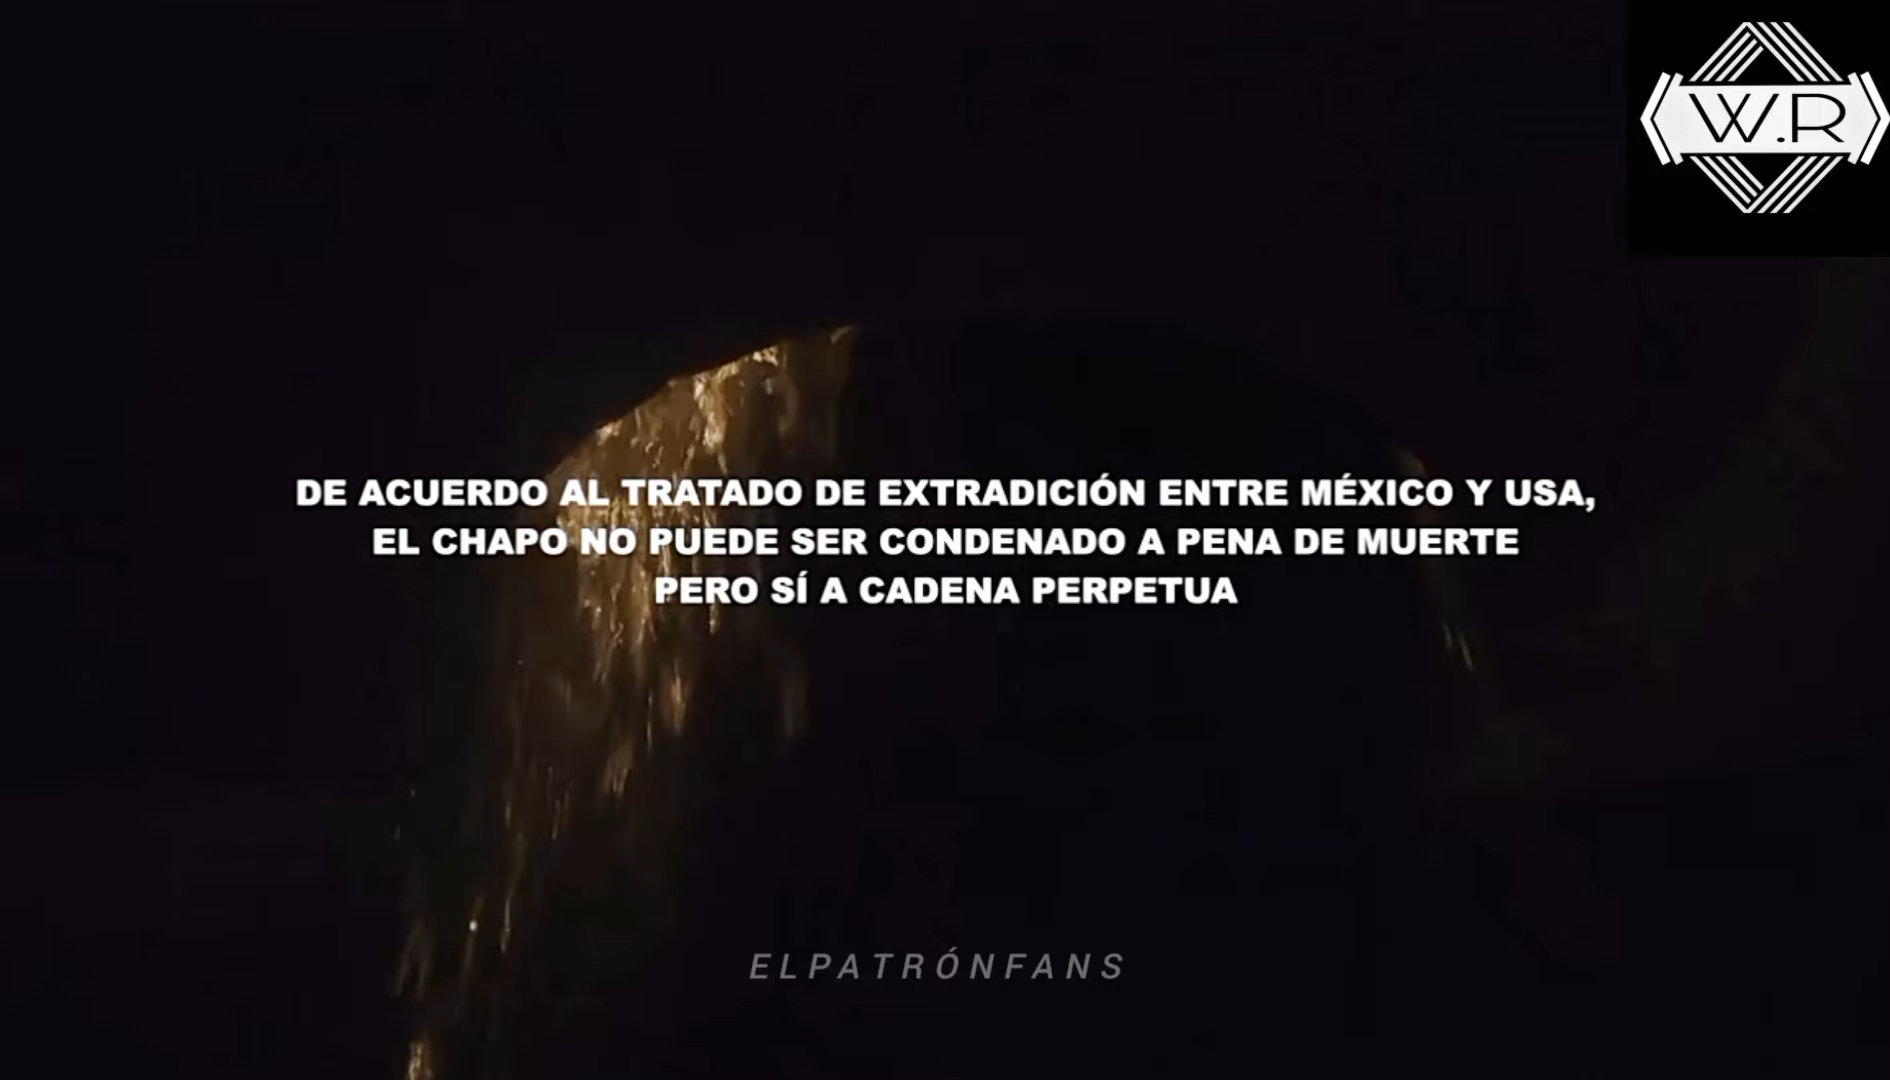 W.R
DE ACUERDO AL TRATADO DE EXTRADICIÓN ENTRE MÉXICO Y USA,
EL CHAPO NO PUEDE SER CONDENADO A PENA DE MUERTE
PERO SÍ A CADENA PERPETUA
ELPATRÓNFANS